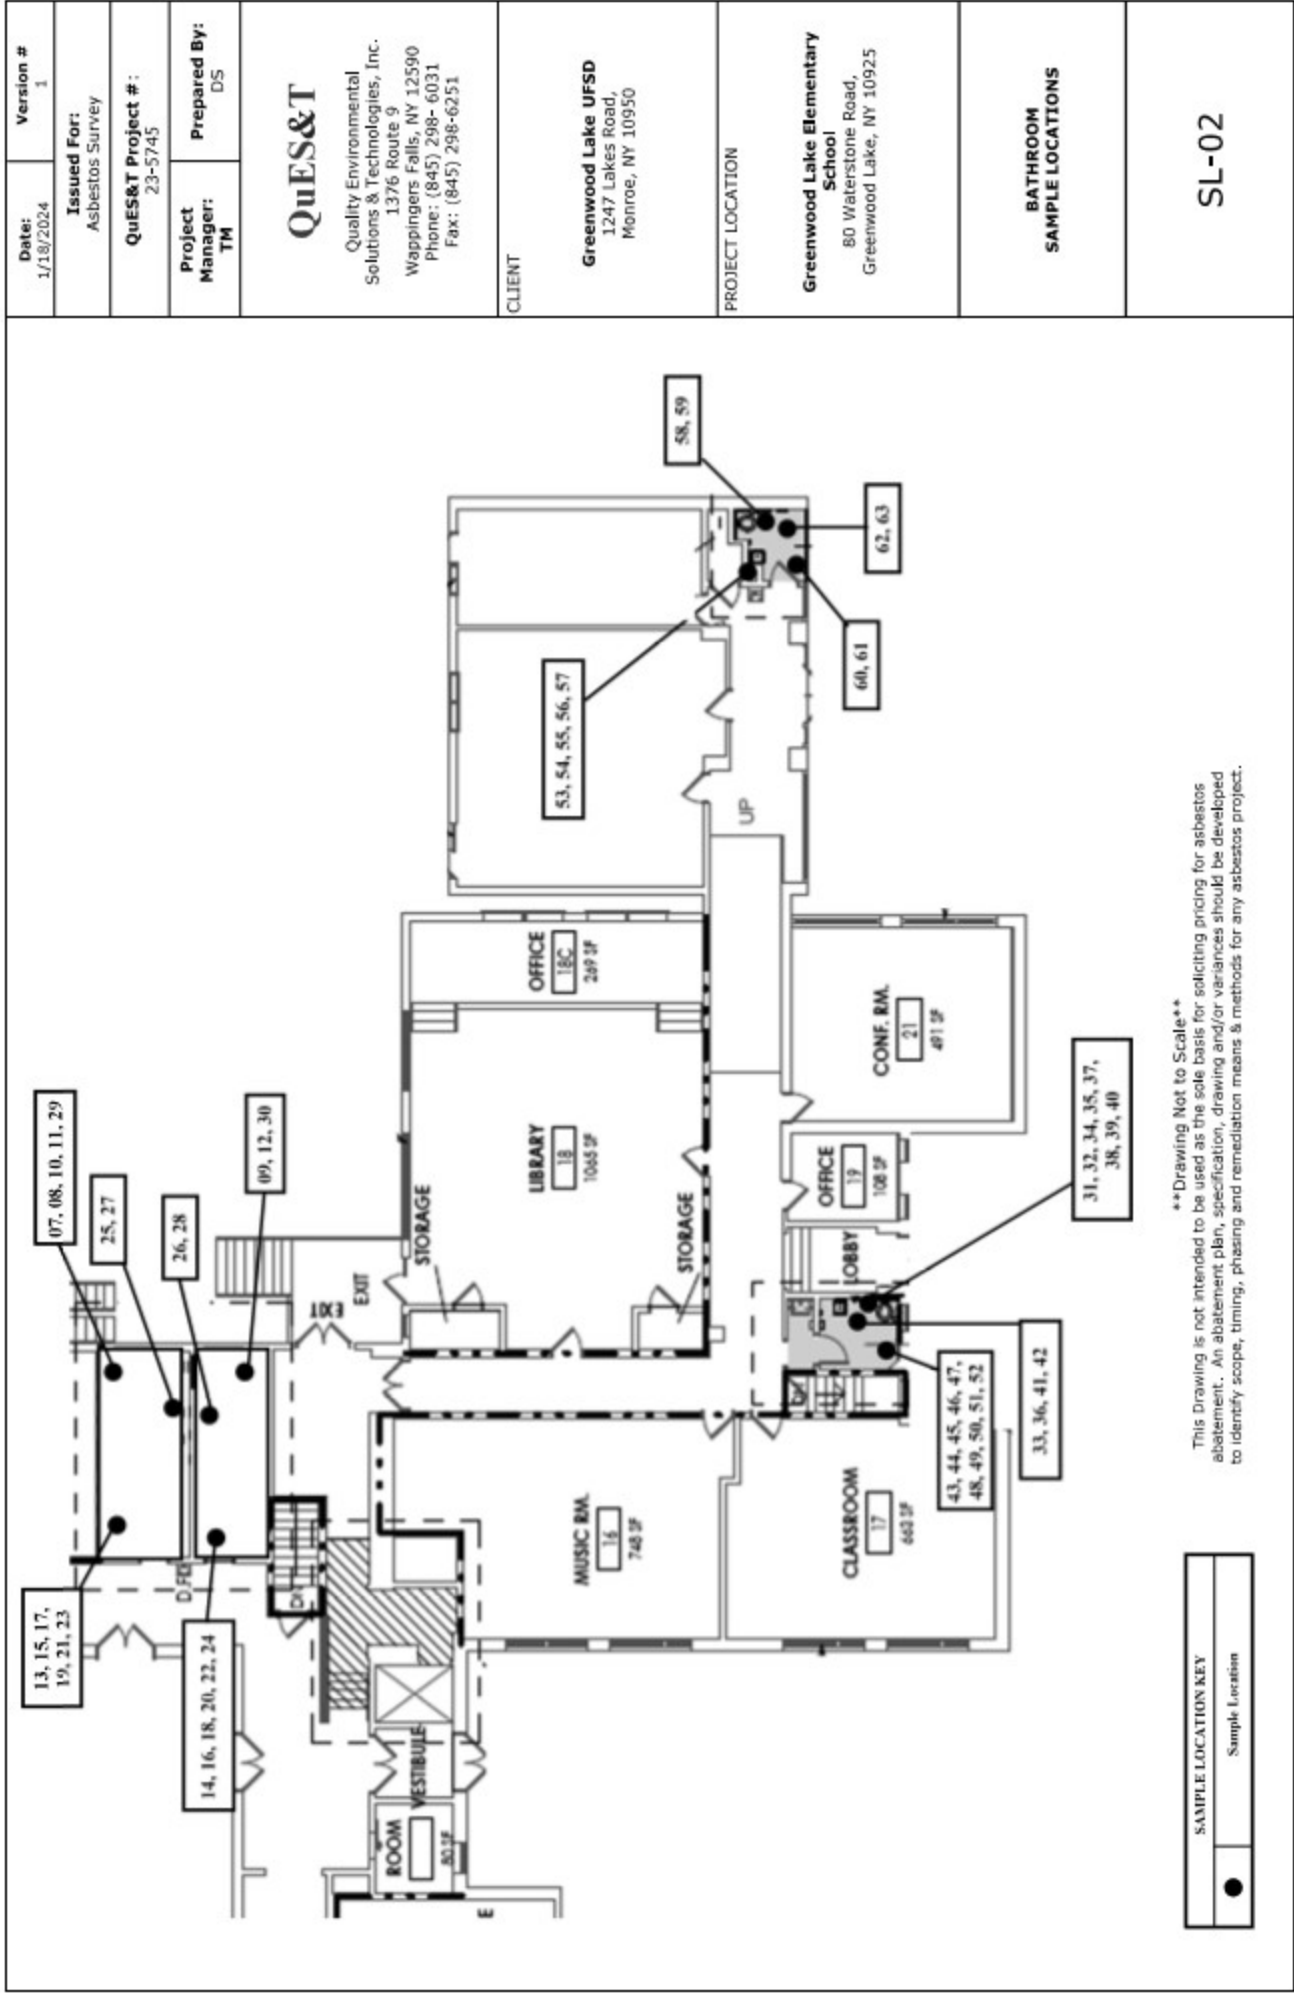 Date:
1/18/2024
Version #
1
Issued For:
Asbestos Survey
QuES&T Project #:
23-5745
Project
Manager:
TM
Prepared By:
DS
QuES&T
Quality Environmental
Solutions & Technologies, Inc.
1376 Route 9
Wappingers Falls, NY 12590
Phone: (845) 298- 6031
Fax: (845) 298-6251
CLIENT
Greenwood Lake UFSD
1247 Lakes Road,
Monroe, NY 10950
PROJECT LOCATION
Greenwood Lake Elementary
School
80 Waterstone Road,
Greenwood Lake, NY 10925
BATHROOM
SAMPLE LOCATIONS
SL-02
07, 08, 10, 11, 29
25, 27
26, 28
09, 12, 30
13, 15, 17,
19, 21, 23
14, 16, 18, 20, 22, 24
53, 54, 55, 56, 57
58, 59
62, 63
60, 61
31, 32, 34, 35, 37,
38, 39, 40
33, 36, 41, 42
43, 44, 45, 46, 47,
48, 49, 50, 51, 52
EXIT
EXIT
STORAGE
LIBRARY
18
1065 SF
OFFICE
18C
269 SF
STORAGE
UP
CONF. RM.
21
491 SF
OFFICE
19
108 SF
LOBBY
MUSIC RM.
16
748 SF
CLASSROOM
17
663 SF
VESTIBULE
ROOM
80 SF
E
DN
**Drawing Not to Scale**
This Drawing is not intended to be used as the sole basis for soliciting pricing for asbestos
abatement. An abatement plan, specification, drawing and/or variances should be developed
to identify scope, timing, phasing and remediation means & methods for any asbestos project.
SAMPLE LOCATION KEY
Sample Location